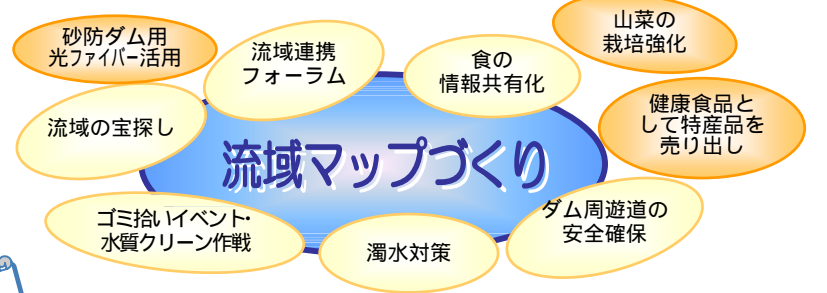 砂防ダム用
光ファイバー活用
流域連携
フォーラム
食の
情報共有化
山菜の
栽培強化
流域の宝探し
健康食品と
して特産品を
売り出し
流域マップづくり
ゴミ拾いイベント・
水質クリーン作戦
濁水対策
ダム周遊道の
安全確保